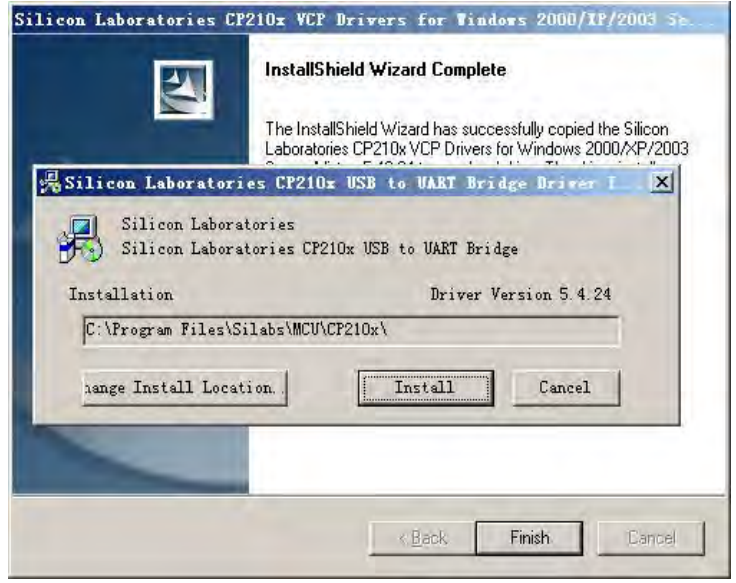 Silicon Laboratories CP210x VCP Drivers for Windows 2000/XP/2003 Se...
InstallShield Wizard Complete
The InstallShield Wizard has successfully copied the Silicon
Laboratories CP210x VCP Drivers for Windows 2000/XP/2003
Silicon Laboratories CP210x USB to UART Bridge Driver I...
Silicon Laboratories
Silicon Laboratories CP210x USB to UART Bridge
Installation
Driver Version 5.4.24
C:\Program Files\Silabs\MCU\CP210x\
hange Install Location..
Install
Cancel
< Back
Finish
Cancel